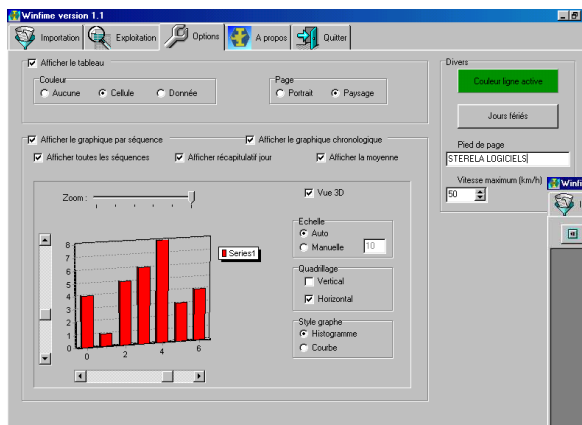 Winfime version 1.1
Importation Exploitation Options A propos Quitter
Afficher le tableau
Couleur
Aucune Cellule Donnée
Page
Portrait Paysage
Afficher le graphique par séquence Afficher le graphique chronologique
Afficher toutes les séquences Afficher récapitulatif jour Afficher la moyenne
Zoom :
Vue 3D
Echelle
Auto
Manuelle 10
Quadrillage
Vertical
Horizontal
Style graphe
Histogramme
Courbe
8
7
6
5
4
3
2
1
0
0 2 4 6
Series1
Divers
Couleur ligne active
Jours fériés
Pied de page
STERELA LOGICIELS
Vitesse maximum (km/h)
50
Winfi